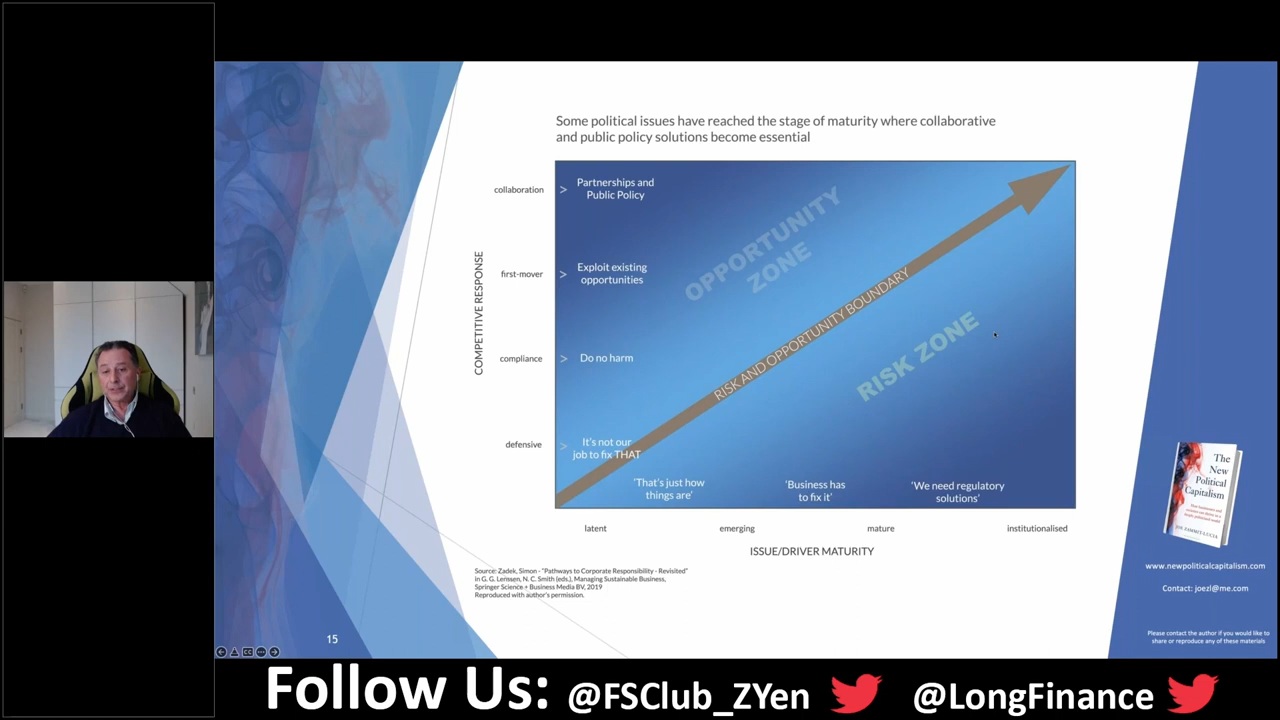 Some political issues have reached the stage of maturity where collaborative
and public policy solutions become essential
COMPETITIVE RESPONSE
collaboration
>
Partnerships and
Public Policy
first-mover
>
Exploit existing
opportunities
compliance
>
Do no harm
defensive
>
It's not our
job to fix THAT
OPPORTUNITY
ZONE
RISK AND OPPORTUNITY BOUNDARY
RISK ZONE
'That's just how
things are'
'Business has
to fix it'
'We need regulatory
solutions'
latent
emerging
mature
institutionalised
ISSUE/DRIVER MATURITY
Source: Zadek, Simon - "Pathways to Corporate Responsibility - Revisited"
in G. G. Lenssen, N. C. Smith (eds.), Managing Sustainable Business,
Springer Science + Business Media BV, 2019
Reproduced with author's permission.
15
CC
The
New
Political
Capitalism
JOE ZAMMIT-LUCIA
www.newpoliticalcapitalism.com
Contact: joezl@me.com
Please contact the author if you would like to
share or reproduce any of these materials
Follow Us: @FSClub_ZYen @LongFinance